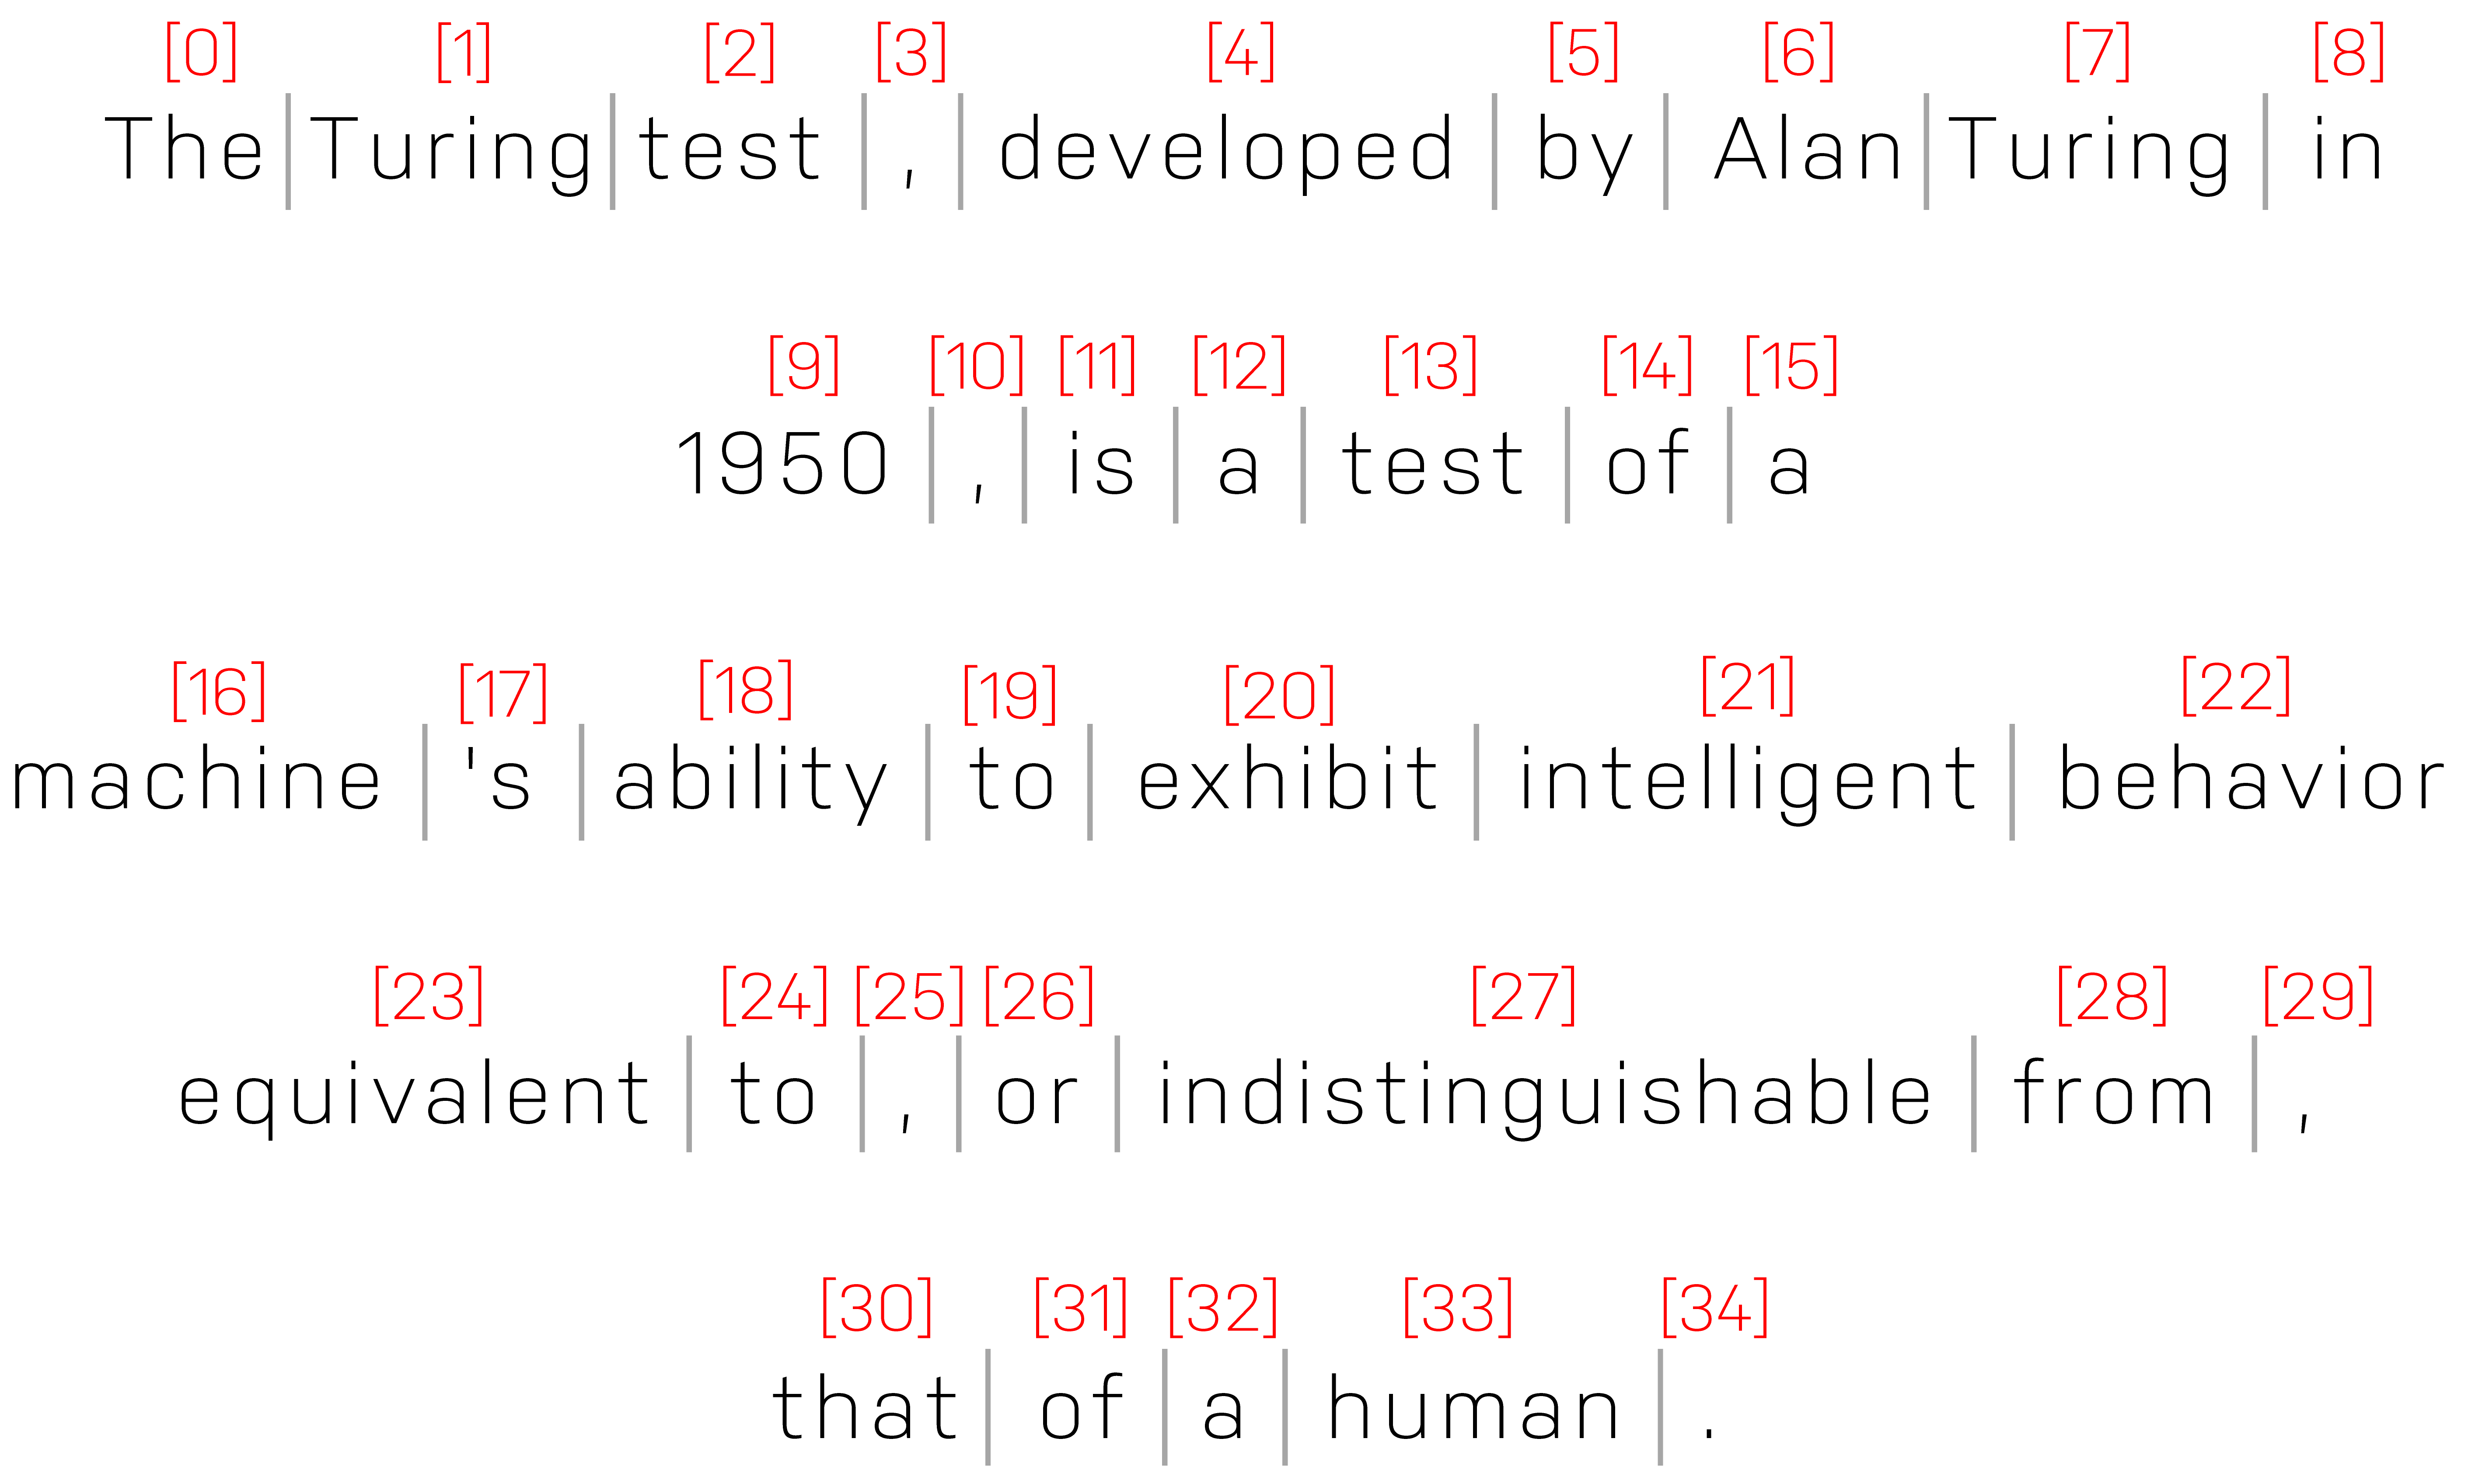 [0] [1] [2] [3] [4] [5] [6] [7] [8]
The|Turing|test|,|developed|by|Alan|Turing|in
[9] [10] [11] [12] [13] [14] [15]
1950|,|is|a|test|of|a
[16] [17] [18] [19] [20] [21] [22]
machine|'s|ability|to|exhibit|intelligent|behavior
[23] [24] [25] [26] [27] [28] [29]
equivalent|to|,|or|indistinguishable|from|,
[30] [31] [32] [33] [34]
that|of|a|human|.